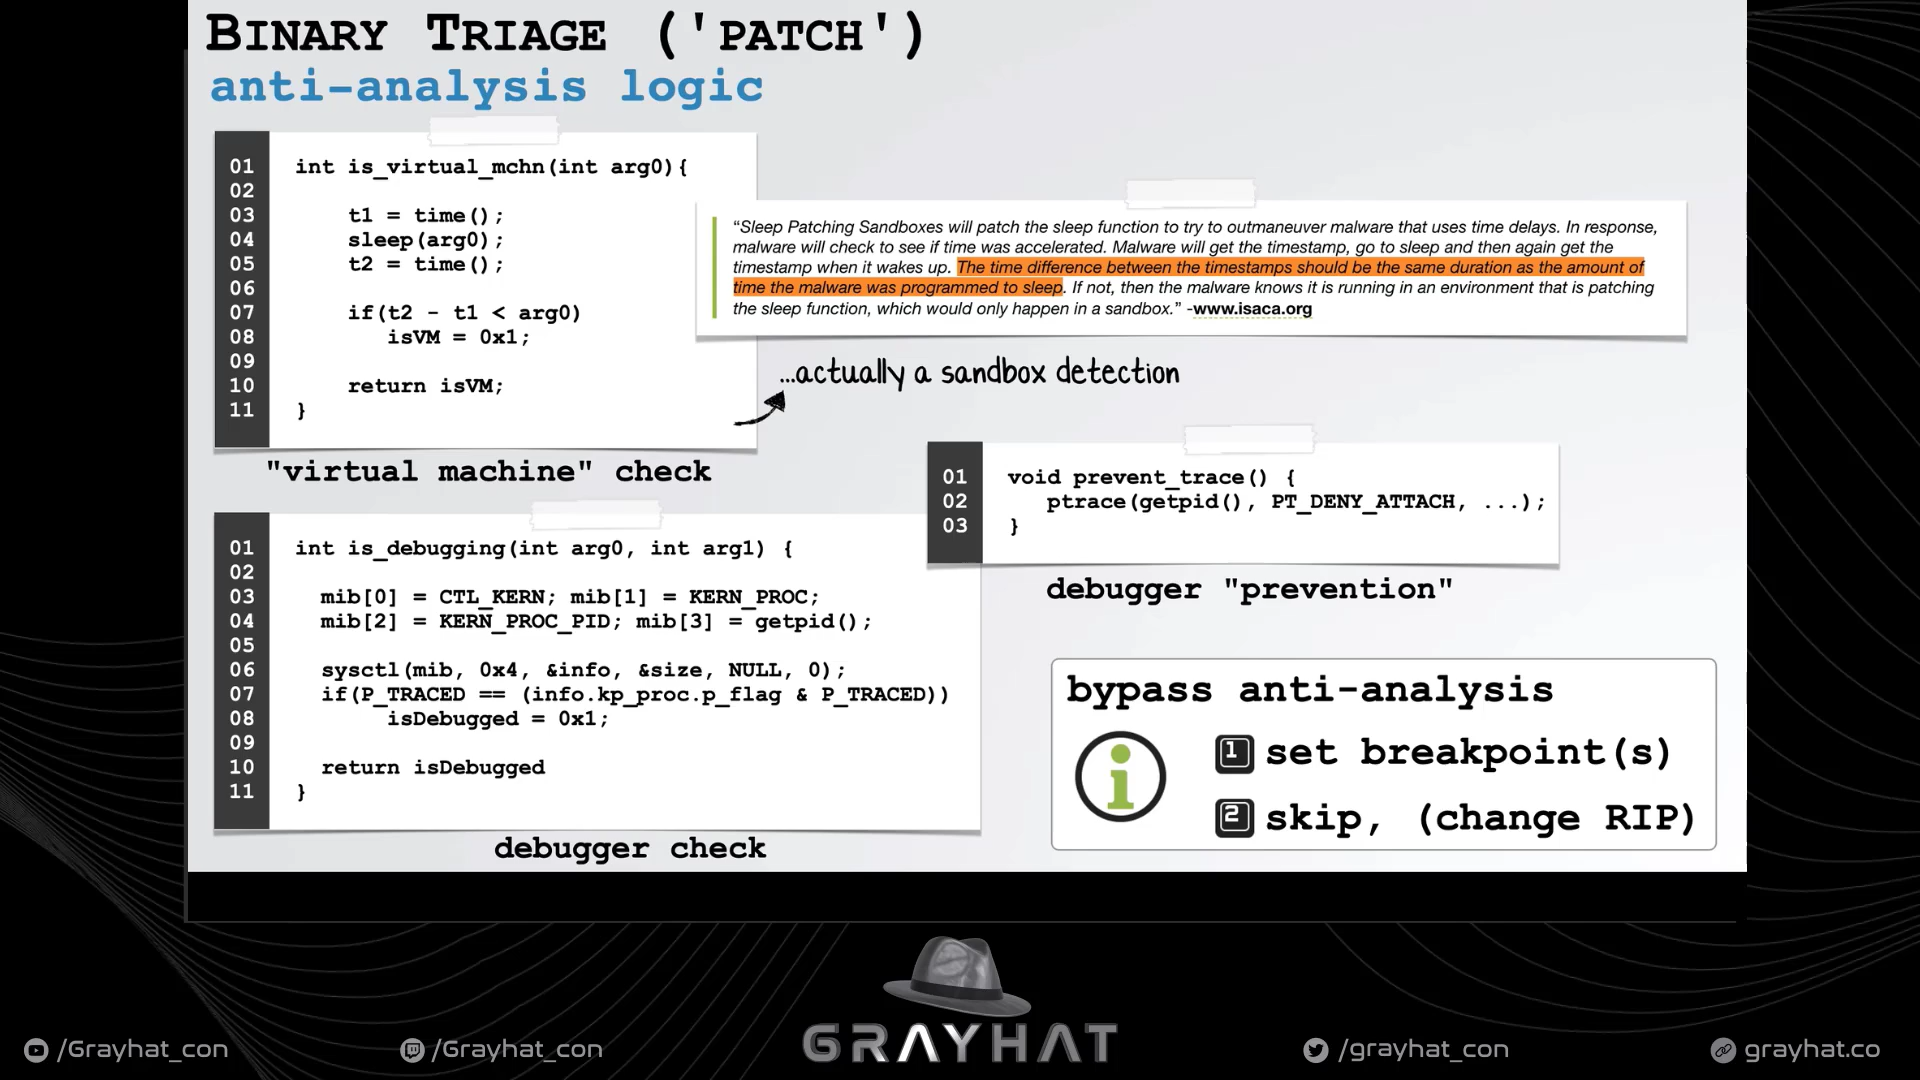 BINARY TRIAGE ('PATCH')
anti-analysis logic
01 int is_virtual_mchn(int arg0){
02
03 t1 = time();
04 sleep(arg0);
05 t2 = time();
06
07 if(t2 - t1 < arg0)
08 isVM = 0x1;
09
10 return isVM;
11 }
"virtual machine" check
“Sleep Patching Sandboxes will patch the sleep function to try to outmaneuver malware that uses time delays. In response,
malware will check to see if time was accelerated. Malware will get the timestamp, go to sleep and then again get the
timestamp when it wakes up. The time difference between the timestamps should be the same duration as the amount of
time the malware was programmed to sleep. If not, then the malware knows it is running in an environment that is patching
the sleep function, which would only happen in a sandbox.” -www.isaca.org
...actually a sandbox detection
01 void prevent_trace() {
02 ptrace(getpid(), PT_DENY_ATTACH, ...);
03 }
debugger "prevention"
01 int is_debugging(int arg0, int arg1) {
02
03 mib[0] = CTL_KERN; mib[1] = KERN_PROC;
04 mib[2] = KERN_PROC_PID; mib[3] = getpid();
05
06 sysctl(mib, 0x4, &info, &size, NULL, 0);
07 if(P_TRACED == (info.kp_proc.p_flag & P_TRACED))
08 isDebugged = 0x1;
09
10 return isDebugged
11 }
debugger check
bypass anti-analysis
1 set breakpoint(s)
2 skip, (change RIP)
GRAYHAT
/Grayhat_con
/Grayhat_con
/grayhat_con
grayhat.co